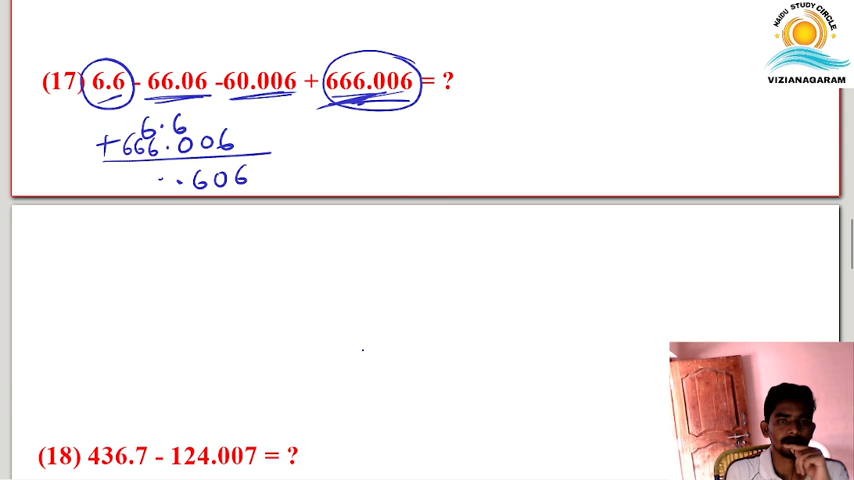 NAIDU STUDY CIRCLE
VIZIANAGARAM
(17) 6.6 - 66.06 -60.006 + 666.006 = ?
6.6
+666.006
.606
(18) 436.7 - 124.007 = ?